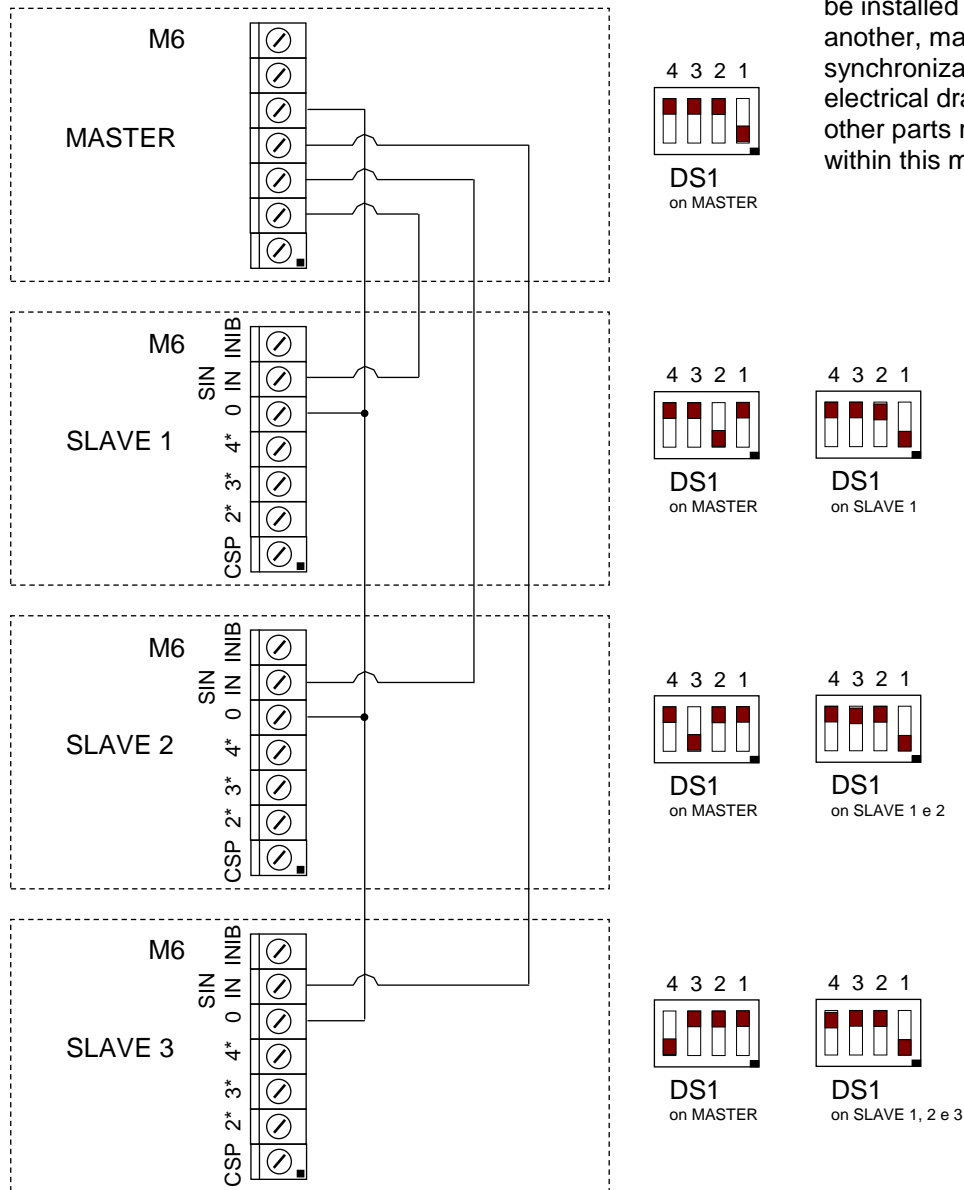 be installed
another, ma
synchroniza
electrical dra
other parts r
within this m
M6
MASTER
4 3 2 1
DS1
on MASTER
M6
SLAVE 1
SIN
INIB
IN
0
4*
3*
2*
CSP
4 3 2 1
DS1
on MASTER
4 3 2 1
DS1
on SLAVE 1
M6
SLAVE 2
SIN
INIB
IN
0
4*
3*
2*
CSP
4 3 2 1
DS1
on MASTER
4 3 2 1
DS1
on SLAVE 1 e 2
M6
SLAVE 3
SIN
INIB
IN
0
4*
3*
2*
CSP
4 3 2 1
DS1
on MASTER
4 3 2 1
DS1
on SLAVE 1, 2 e 3